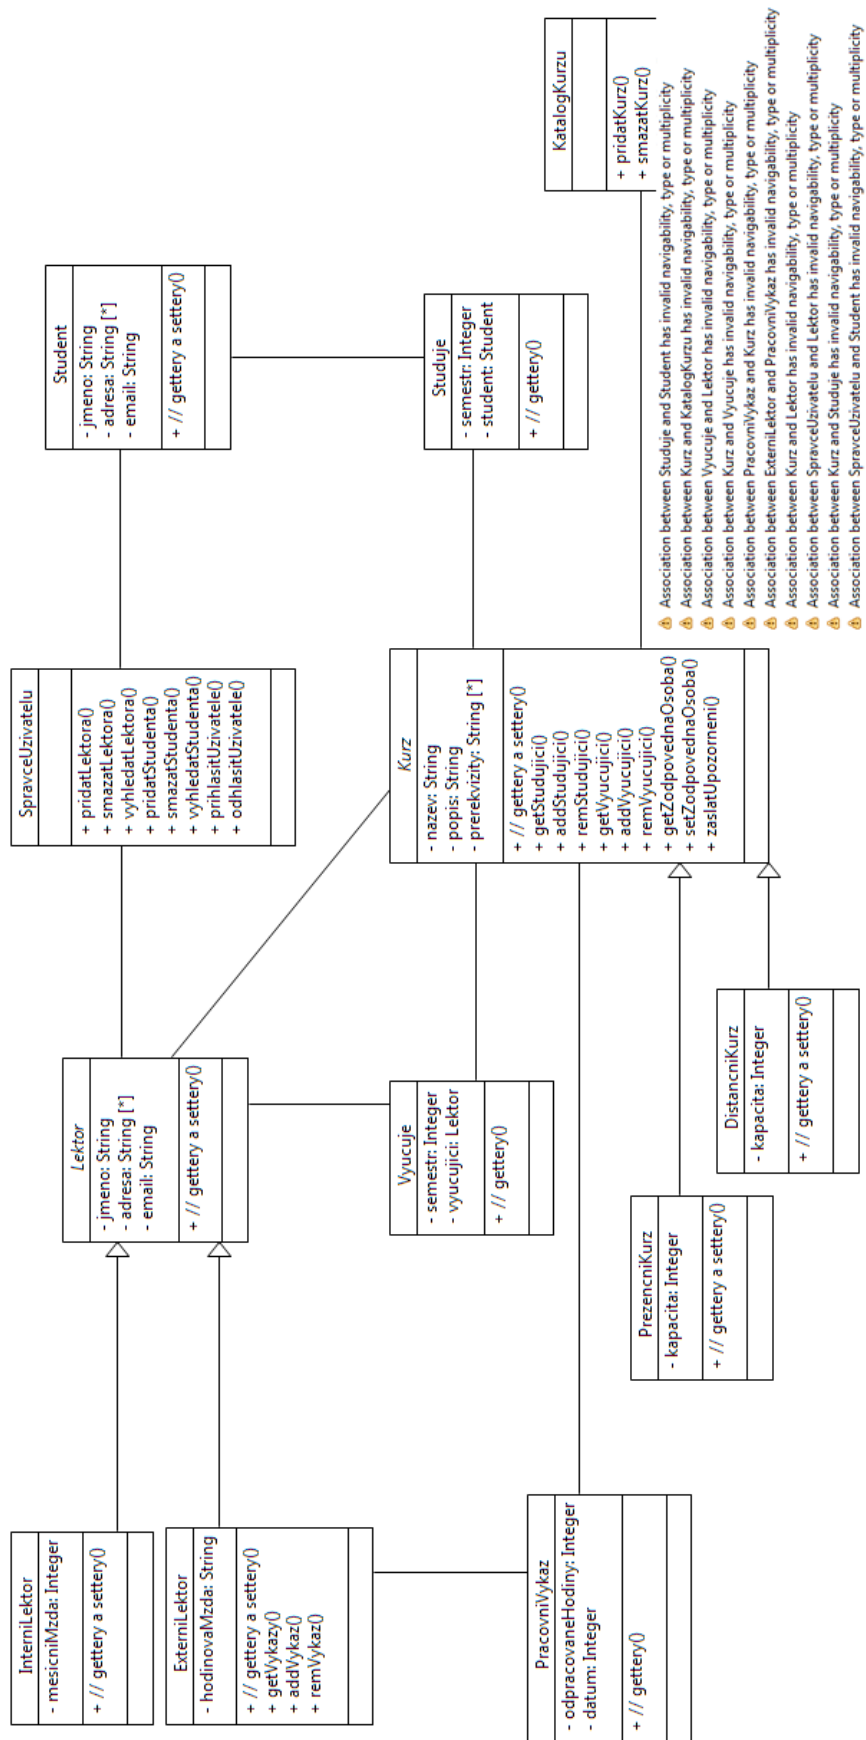 InterniLektor
- mesicniMzda: Integer
+ // gettery a settery()
ExterniLektor
- hodinovaMzda: String
+ // gettery a settery()
+ getVykazy()
+ addVykaz()
+ remVykaz()
PracovniVykaz
- odpracovaneHodiny: Integer
- datum: Integer
+ // gettery()
Lektor
- jmeno: String
- adresa: String [*]
- email: String
+ // gettery a settery()
Vyucuje
- semestr: Integer
- vyucujici: Lektor
+ // gettery()
PrezencniKurz
- kapacita: Integer
+ // gettery a settery()
DistancniKurz
- kapacita: Integer
+ // gettery a settery()
SpravceUzivatelu
+ pridatLektora()
+ smazatLektora()
+ vyhledatLektora()
+ pridatStudenta()
+ smazatStudenta()
+ vyhledatStudenta()
+ prihlasitUzivatele()
+ odhlasitUzivatele()
Kurz
- nazev: String
- popis: String
- prerekvizity: String [*]
+ // gettery a settery()
+ getStudujici()
+ addStudujici()
+ remStudujici()
+ getVyucujici()
+ addVyucujici()
+ remVyucujici()
+ getZodpovednaOsoba()
+ setZodpovednaOsoba()
+ zaslatUpozorneni()
Student
- jmeno: String
- adresa: String [*]
- email: String
+ // gettery a settery()
Studuje
- semestr: Integer
- student: Student
+ // gettery()
KatalogKurzu
+ pridatKurz()
+ smazatKurz()
Association between Studuje and Student has invalid navigability, type or multiplicity
Association between Kurz and KatalogKurzu has invalid navigability, type or multiplicity
Association between Vyucuje and Lektor has invalid navigability, type or multiplicity
Association between Kurz and Vyucuje has invalid navigability, type or multiplicity
Association between PracovniVykaz and Kurz has invalid navigability, type or multiplicity
Association between ExterniLektor and PracovniVykaz has invalid navigability, type or multiplicity
Association between Kurz and Lektor has invalid navigability, type or multiplicity
Association between SpravceUzivatelu and Lektor has invalid navigability, type or multiplicity
Association between Kurz and Studuje has invalid navigability, type or multiplicity
Association between SpravceUzivatelu and Student has invalid navigability, type or multiplicity